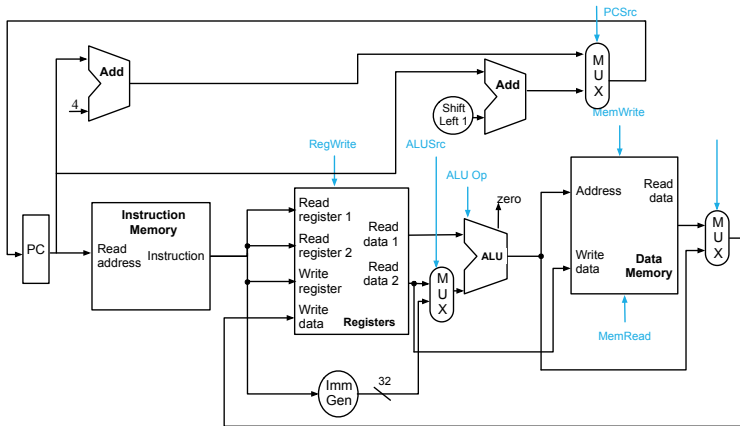 PCSrc
Add
4
M
U
X
Add
Shift
Left 1
MemWrite
RegWrite
ALUSrc
ALU Op
zero
PC
Instruction
Memory
Read
address
Instruction
Read
register 1
Read
register 2
Write
register
Write
data
Read
data 1
Read
data 2
Registers
M
U
X
ALU
Address
Write
data
Read
data
Data
Memory
M
U
X
MemRead
Imm
Gen
32